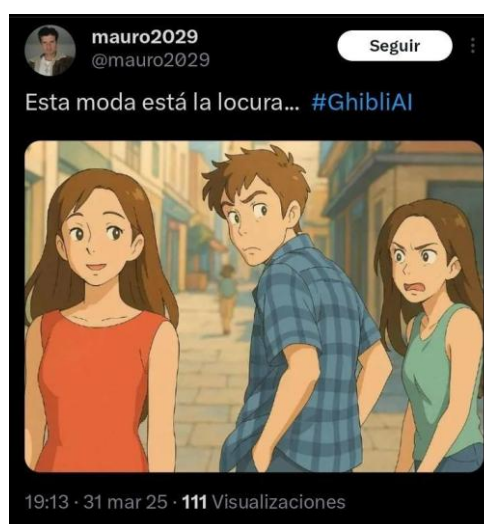 mauro2029
Seguir
@mauro2029
Esta moda está la locura... #GhibliAI
19:13 · 31 mar 25 · 111 Visualizaciones